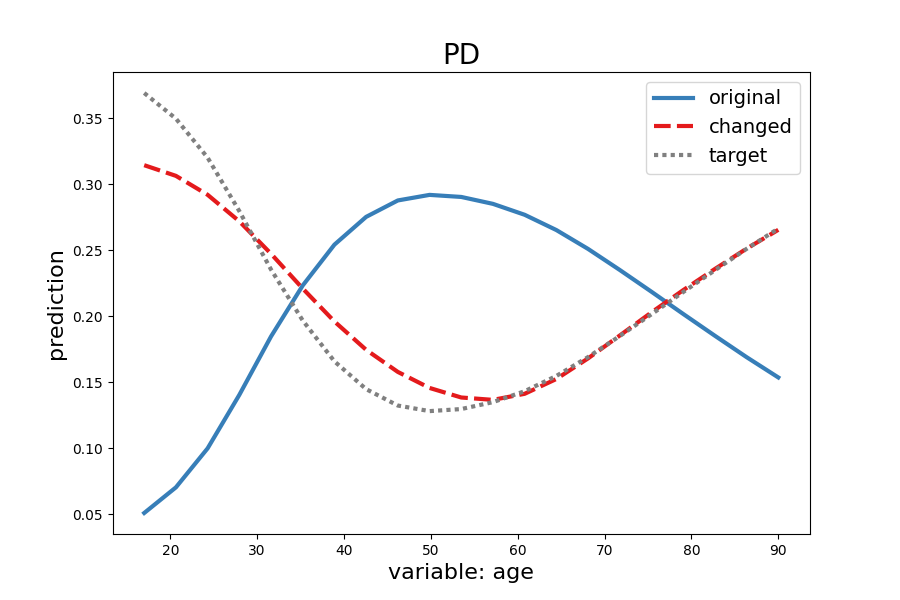 PD
original
changed
target
0.35
0.30
0.25
0.20
0.15
0.10
0.05
prediction
20 30 40 50 60 70 80 90
variable: age